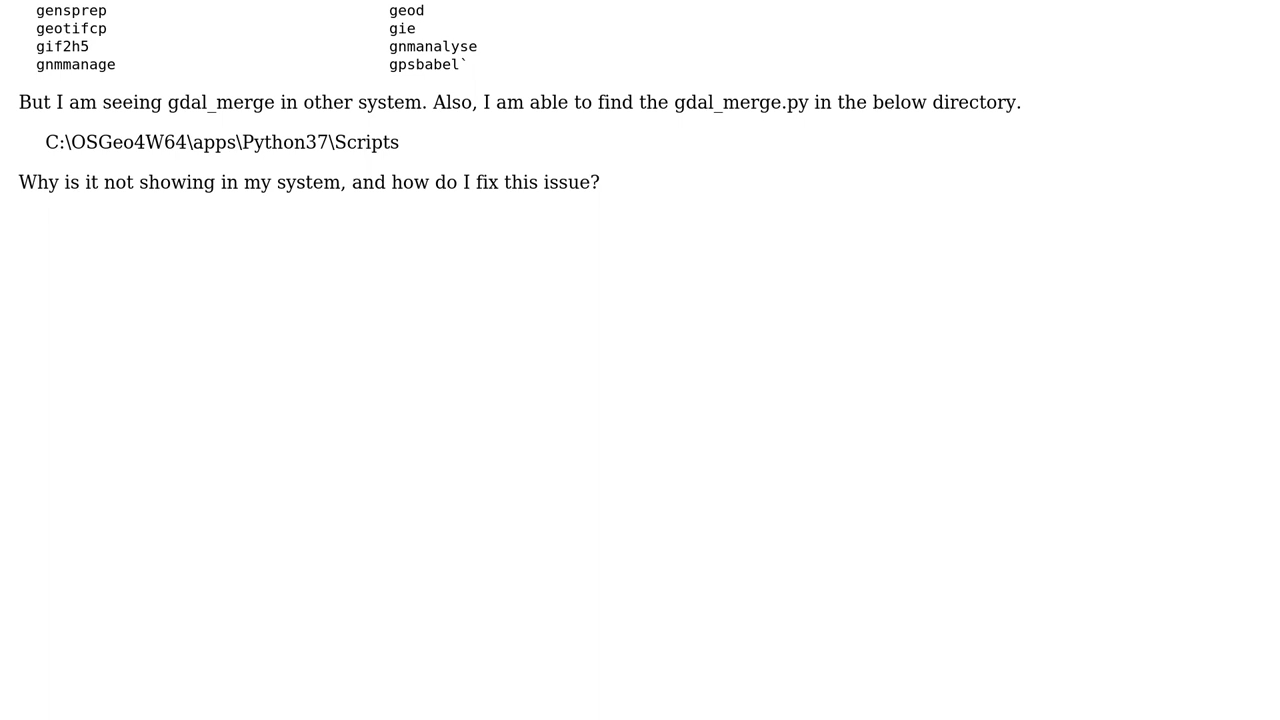 gensprep geod
geotifcp gie
gif2h5 gnmanalyse
gnmmanage gpsbabel`
But I am seeing gdal_merge in other system. Also, I am able to find the gdal_merge.py in the below directory.
C:\OSGeo4W64\apps\Python37\Scripts
Why is it not showing in my system, and how do I fix this issue?